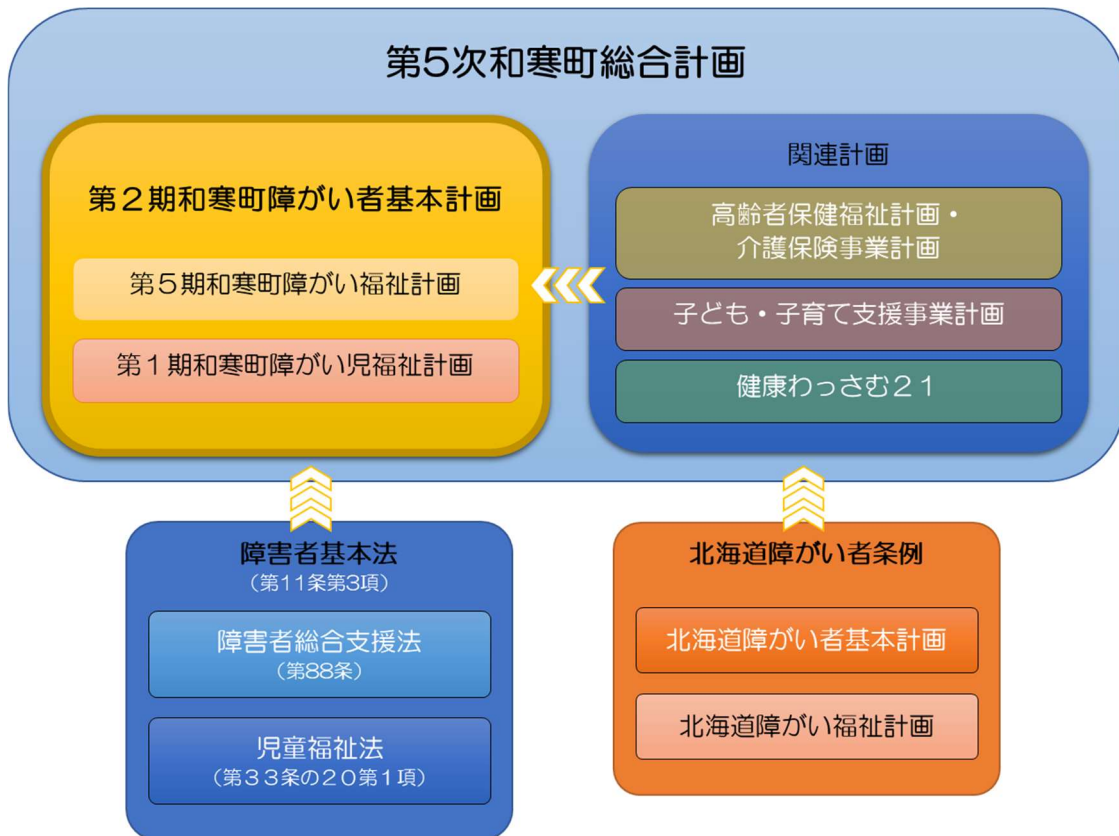 第5次和寒町総合計画
第２期和寒町障がい者基本計画
第５期和寒町障がい福祉計画
第１期和寒町障がい児福祉計画
関連計画
高齢者保健福祉計画・
介護保険事業計画
子ども・子育て支援事業計画
健康わっさむ２１
障害者基本法
（第11条第3項）
障害者総合支援法
（第88条）
児童福祉法
（第３３条の２０第１項）
北海道障がい者条例
北海道障がい者基本計画
北海道障がい福祉計画